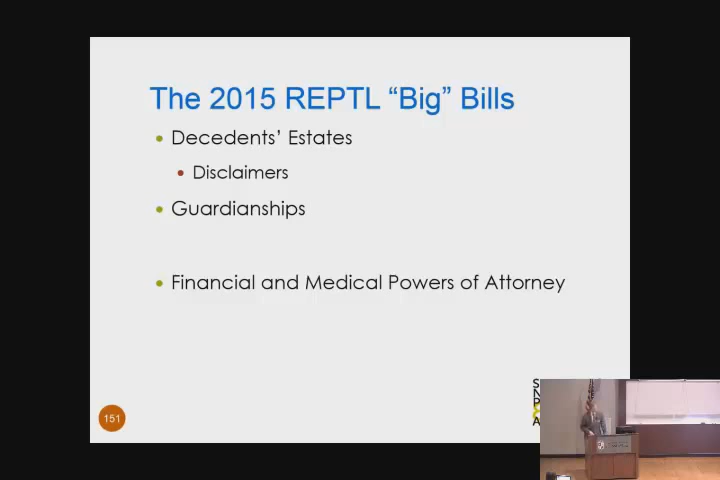 The 2015 REPTL “Big” Bills
• Decedents’ Estates
• Disclaimers
• Guardianships
• Financial and Medical Powers of Attorney
151
S
N
P
A